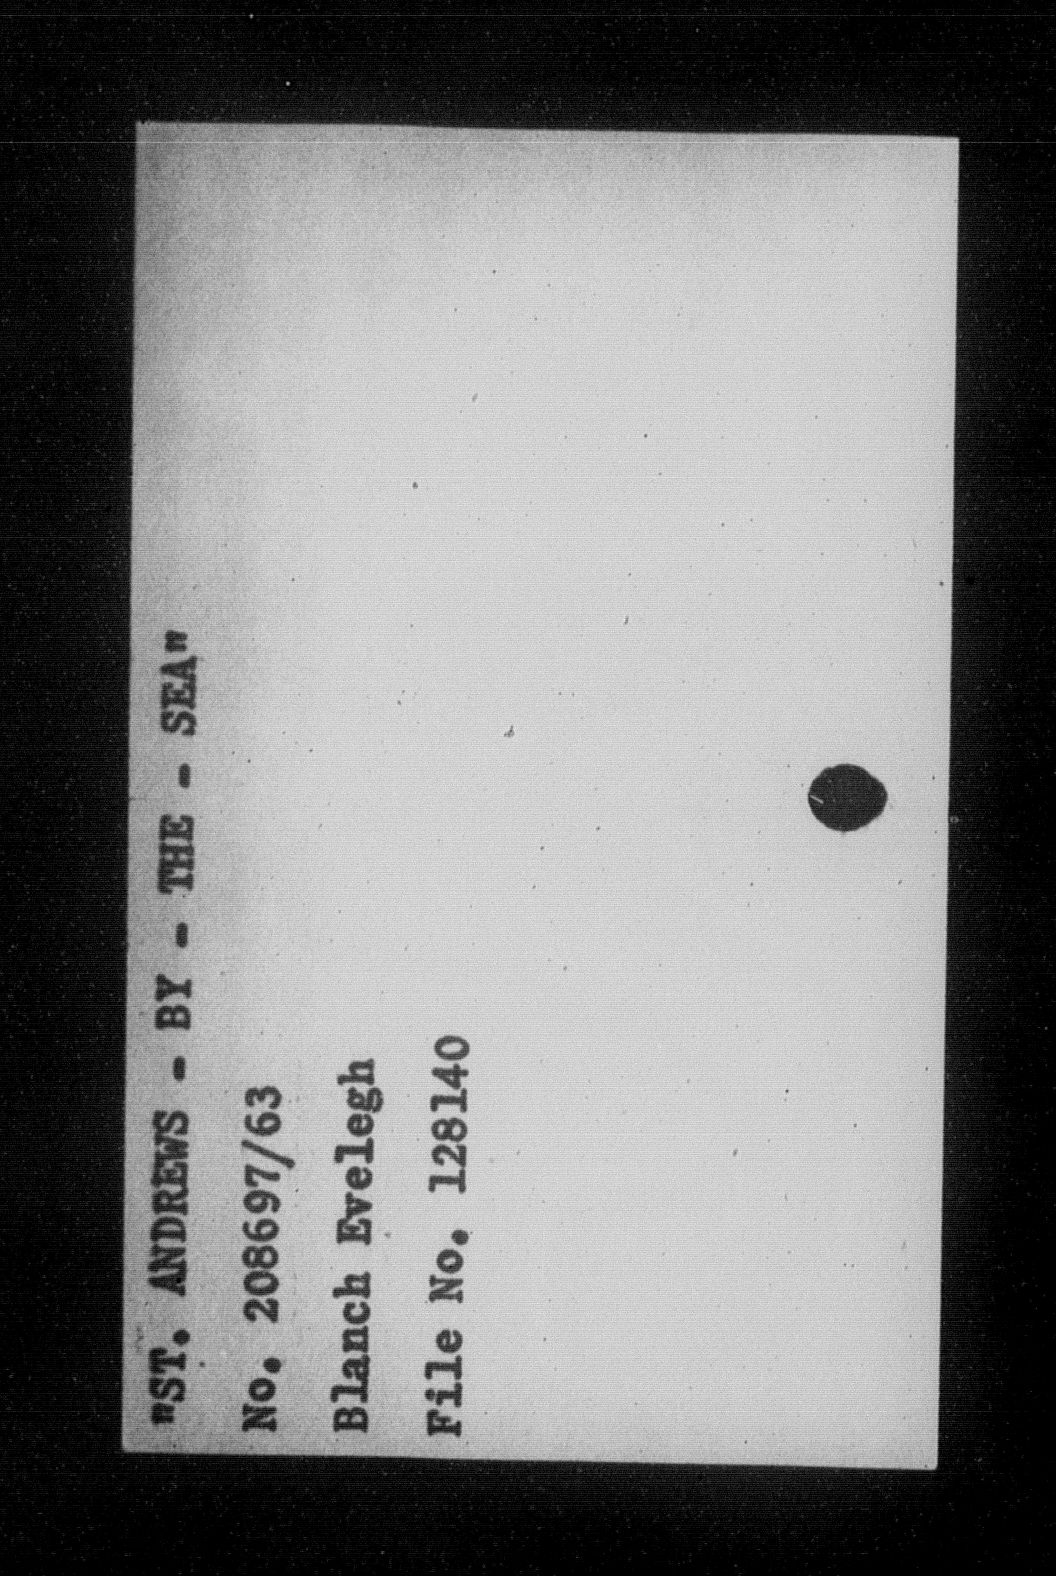 "ST. ANDREWS - BY - THE - SEA"
No. 208697/63
Blanch Evelegh
File No. 128140